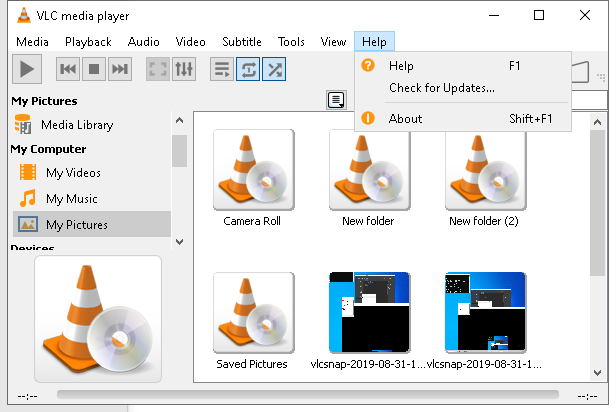 VLC media player
Media Playback Audio Video Subtitle Tools View Help
Help F1
Check for Updates...
About Shift+F1
My Pictures
Media Library
My Computer
My Videos
My Music
My Pictures
Devices
Camera Roll
New folder
New folder (2)
Saved Pictures
vlcsnap-2019-08-31-1...
vlcsnap-2019-08-31-1...
--:-- --:--